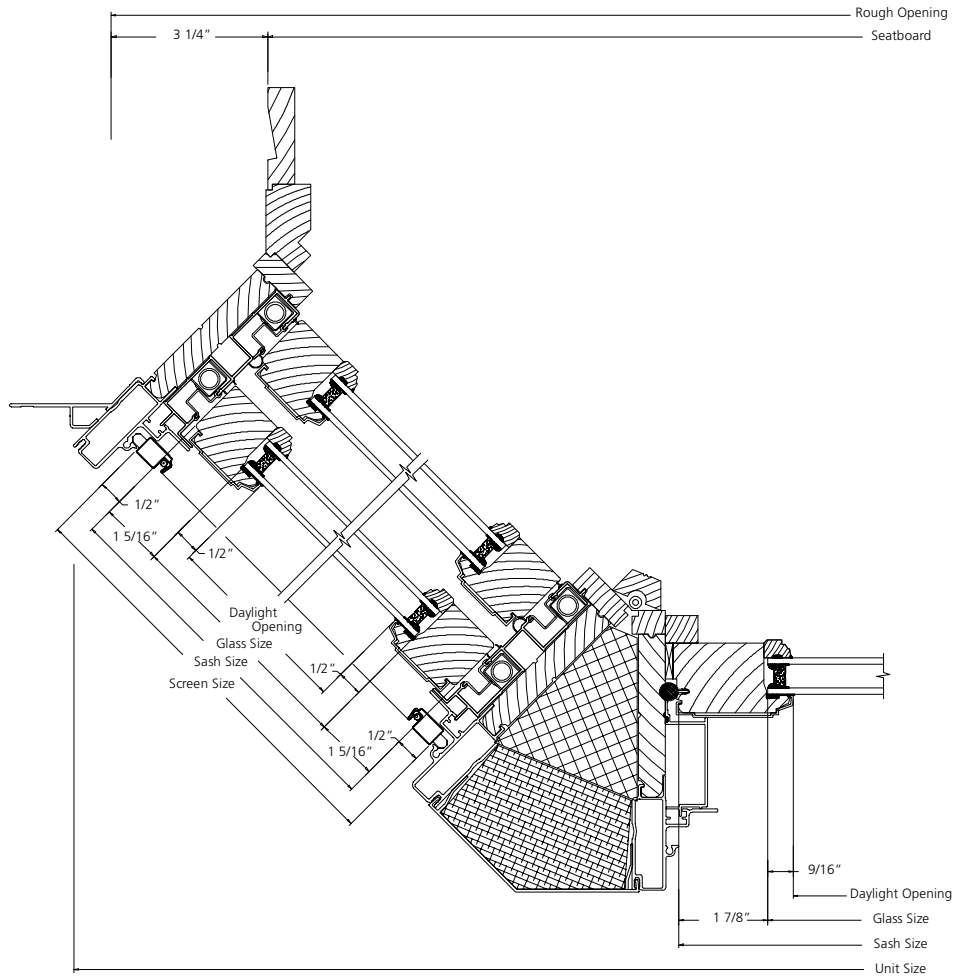 Rough Opening
3 1/4”
Seatboard
1/2”
1 5/16”
1/2”
Daylight
Opening
Glass Size
Sash Size
Screen Size
1/2”
1/2”
1 5/16”
9/16”
Daylight Opening
1 7/8”
Glass Size
Sash Size
Unit Size